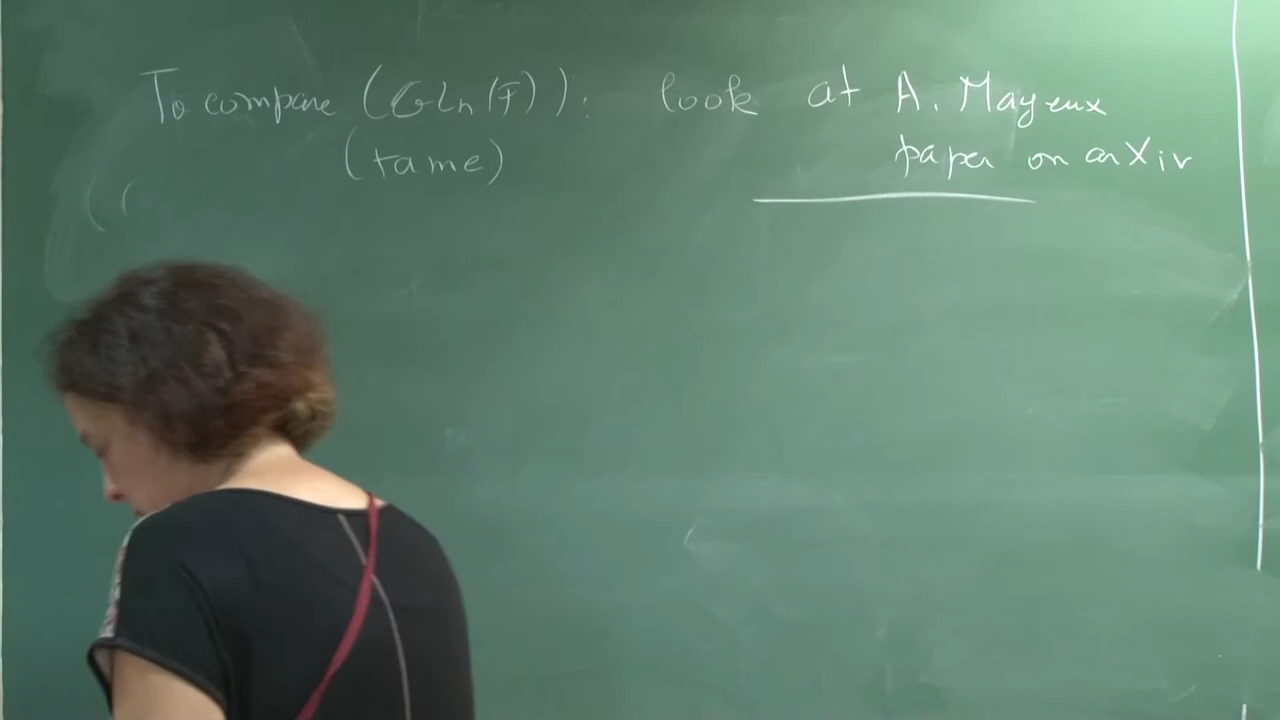 To compare (GLn(F)): look at A. Mayeux
(tame) paper on arXiv
((